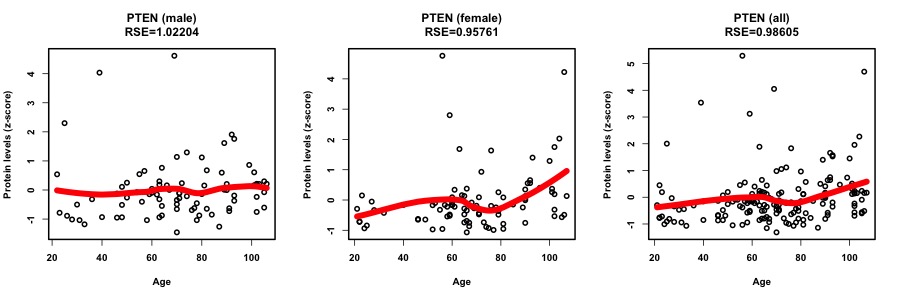 PTEN (male)
RSE=1.02204
Protein levels (z-score)
4
3
2
1
0
-1
20
40
60
80
100
Age
PTEN (female)
RSE=0.95761
Protein levels (z-score)
4
3
2
1
0
-1
20
40
60
80
100
Age
PTEN (all)
RSE=0.98605
Protein levels (z-score)
5
4
3
2
1
0
-1
20
40
60
80
100
Age